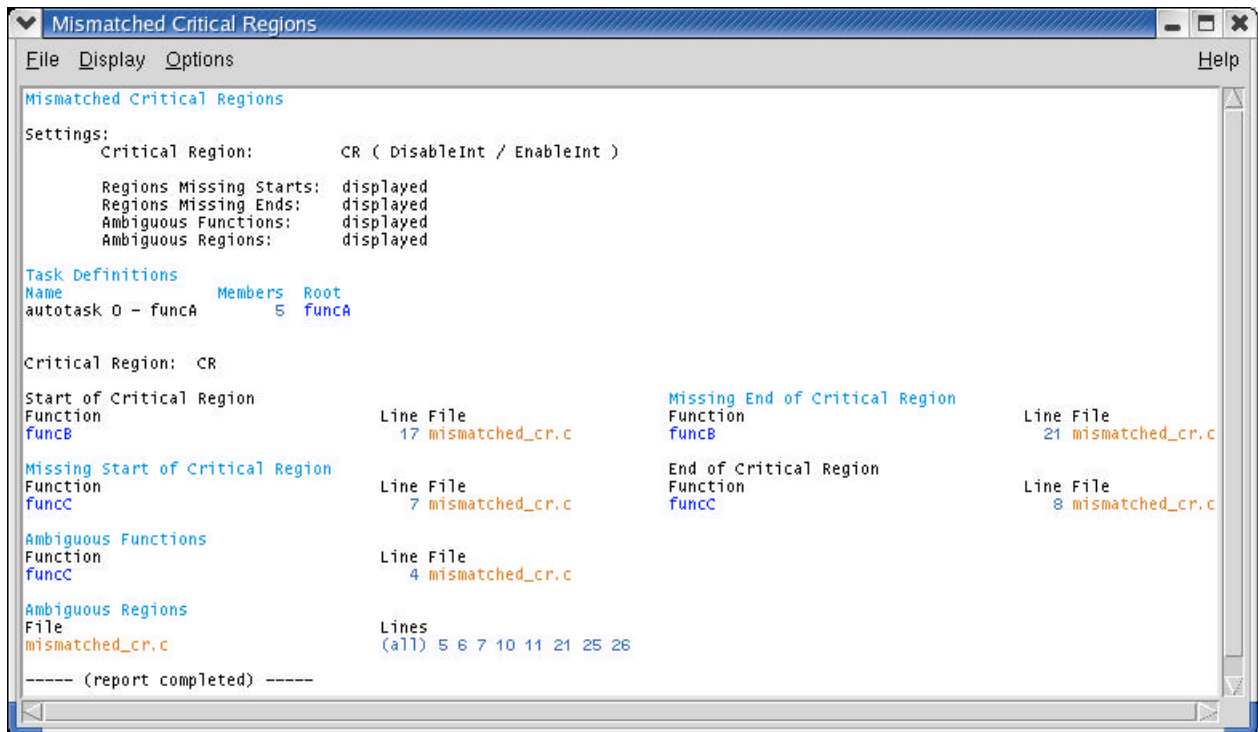 Mismatched Critical Regions
File Display Options Help
Mismatched Critical Regions
Settings:
Critical Region: CR ( DisableInt / EnableInt )
Regions Missing Starts: displayed
Regions Missing Ends: displayed
Ambiguous Functions: displayed
Ambiguous Regions: displayed
Task Definitions
Name Members Root
autotask 0 - funcA 5 funcA
Critical Region: CR
Start of Critical Region Missing End of Critical Region
Function Line File Function Line File
funcB 17 mismatched_cr.c funcB 21 mismatched_cr.c
Missing Start of Critical Region End of Critical Region
Function Line File Function Line File
funcC 7 mismatched_cr.c funcC 8 mismatched_cr.c
Ambiguous Functions
Function Line File
funcC 4 mismatched_cr.c
Ambiguous Regions
File Lines
mismatched_cr.c (all) 5 6 7 10 11 21 25 26
----- (report completed) -----